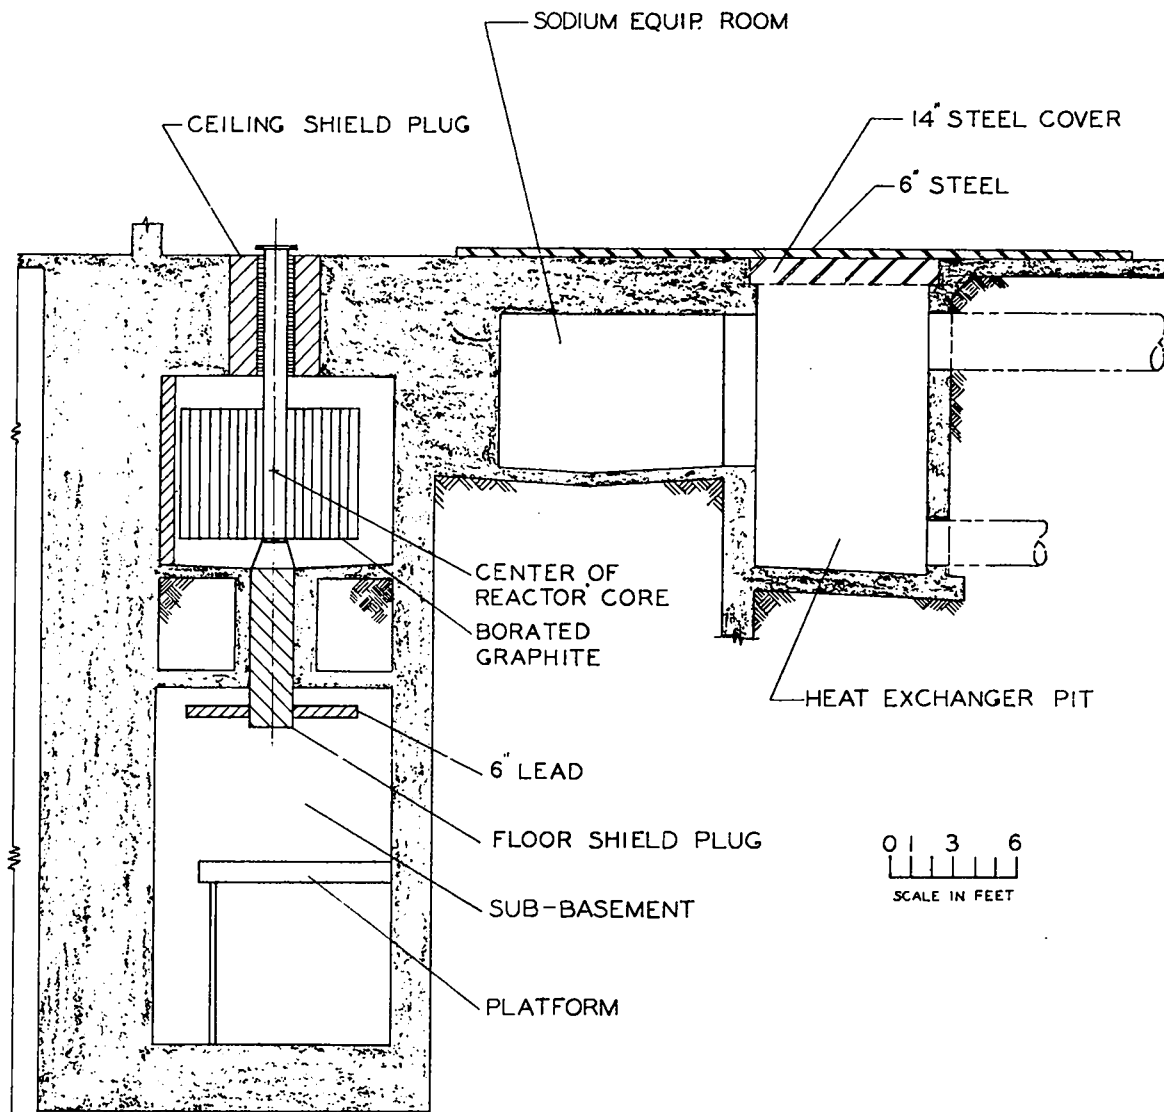 SODIUM EQUIP. ROOM
CEILING SHIELD PLUG
14" STEEL COVER
6" STEEL
CENTER OF
REACTOR CORE
BORATED
GRAPHITE
HEAT EXCHANGER PIT
6" LEAD
FLOOR SHIELD PLUG
0 1 3 6
SCALE IN FEET
SUB-BASEMENT
PLATFORM